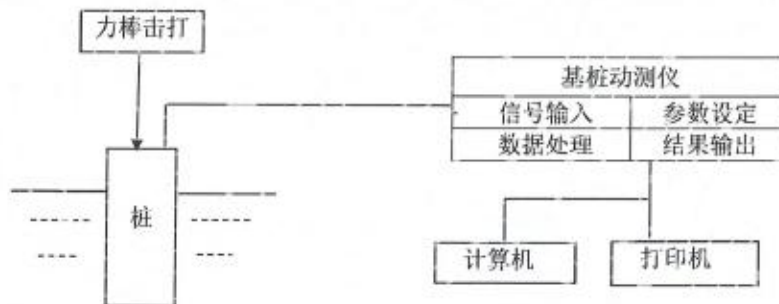 力棒击打
基桩动测仪
信号输入 参数设定
数据处理 结果输出
桩
计算机 打印机